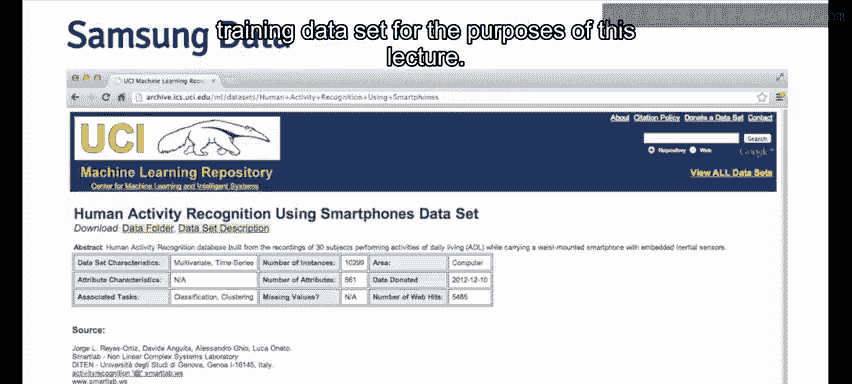 training data set for the purposes of this
lecture.
Samsung Data
UCI Machine Learning Repo...
archive.ics.uci.edu/ml/datasets/Human+Activity+Recognition+Using+Smartphones
About Citation Policy Donate a Data Set Contact
UCI
Search
Repository Web Google™
Machine Learning Repository
Center for Machine Learning and Intelligent Systems
View ALL Data Sets
Human Activity Recognition Using Smartphones Data Set
Download: Data Folder, Data Set Description
Abstract: Human Activity Recognition database built from the recordings of 30 subjects performing activities of daily living (ADL) while carrying a waist-mounted smartphone with embedded inertial sensors.
Data Set Characteristics: Multivariate, Time-Series Number of Instances: 10299 Area: Computer
Attribute Characteristics: N/A Number of Attributes: 561 Date Donated 2012-12-10
Associated Tasks: Classification, Clustering Missing Values? N/A Number of Web Hits: 5485
Source:
Jorge L. Reyes-Ortiz, Davide Anguita, Alessandro Ghio, Luca Oneto.
Smartlab - Non Linear Complex Systems Laboratory
DITEN - Università degli Studi di Genova, Genoa I-16145, Italy.
activityrecognition '@' smartlab.ws
www.smartlab.ws